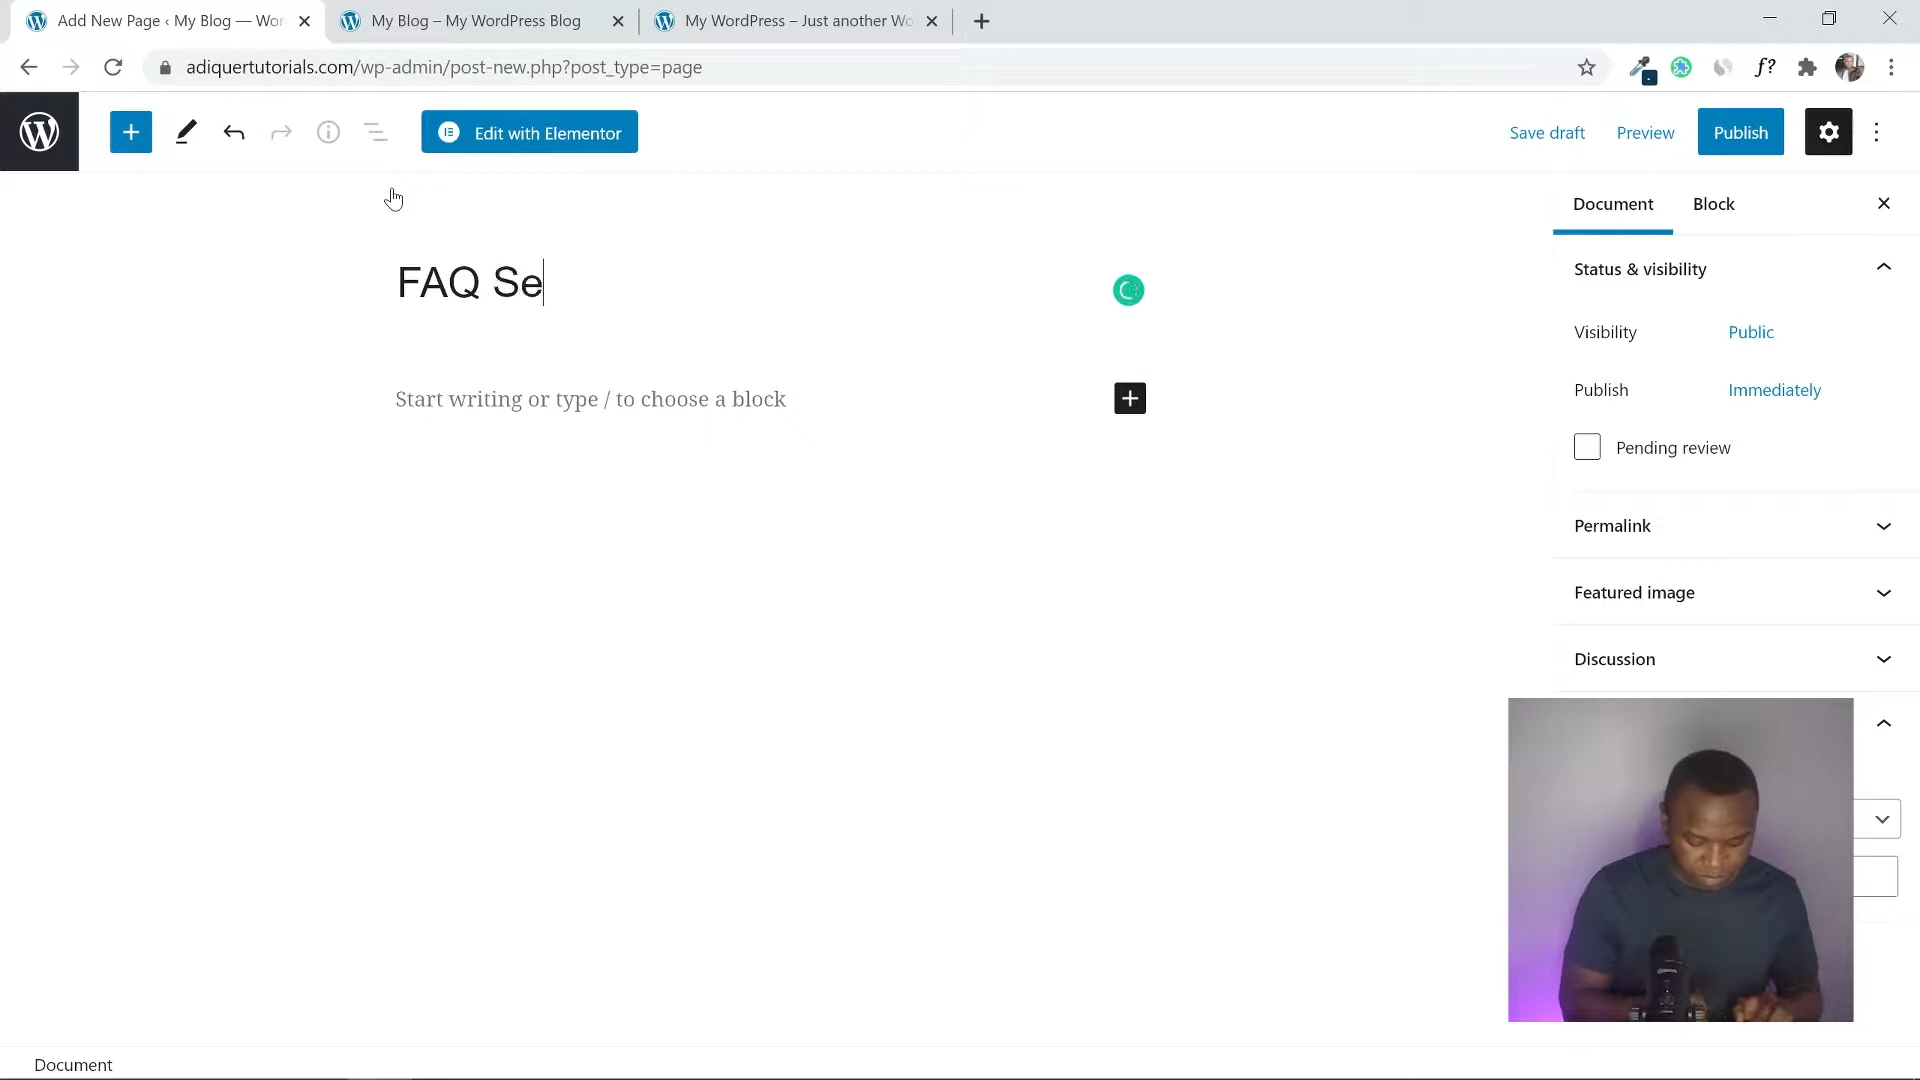 Add New Page ‹ My Blog — Wor
My Blog – My WordPress Blog
My WordPress – Just another Wo
adiquertutorials.com/wp-admin/post-new.php?post_type=page
f?
Edit with Elementor
Save draft
Preview
Publish
Document
Block
FAQ Se
Status & visibility
Visibility
Public
Start writing or type / to choose a block
Publish
Immediately
Pending review
Permalink
Featured image
Discussion
Document